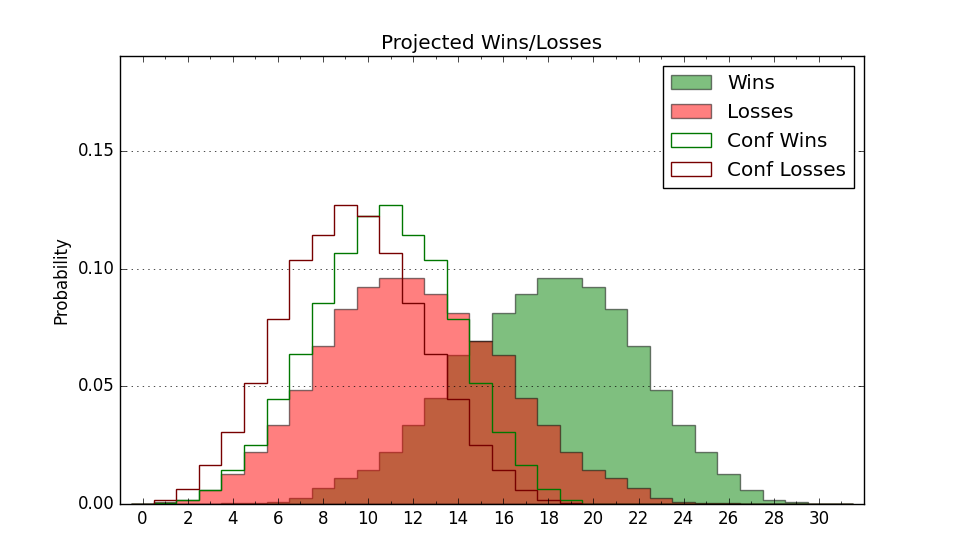 Projected Wins/Losses
Wins
Losses
Conf Wins
Conf Losses
0.15
0.10
0.05
0.00
Probability
0 2 4 6 8 10 12 14 16 18 20 22 24 26 28 30